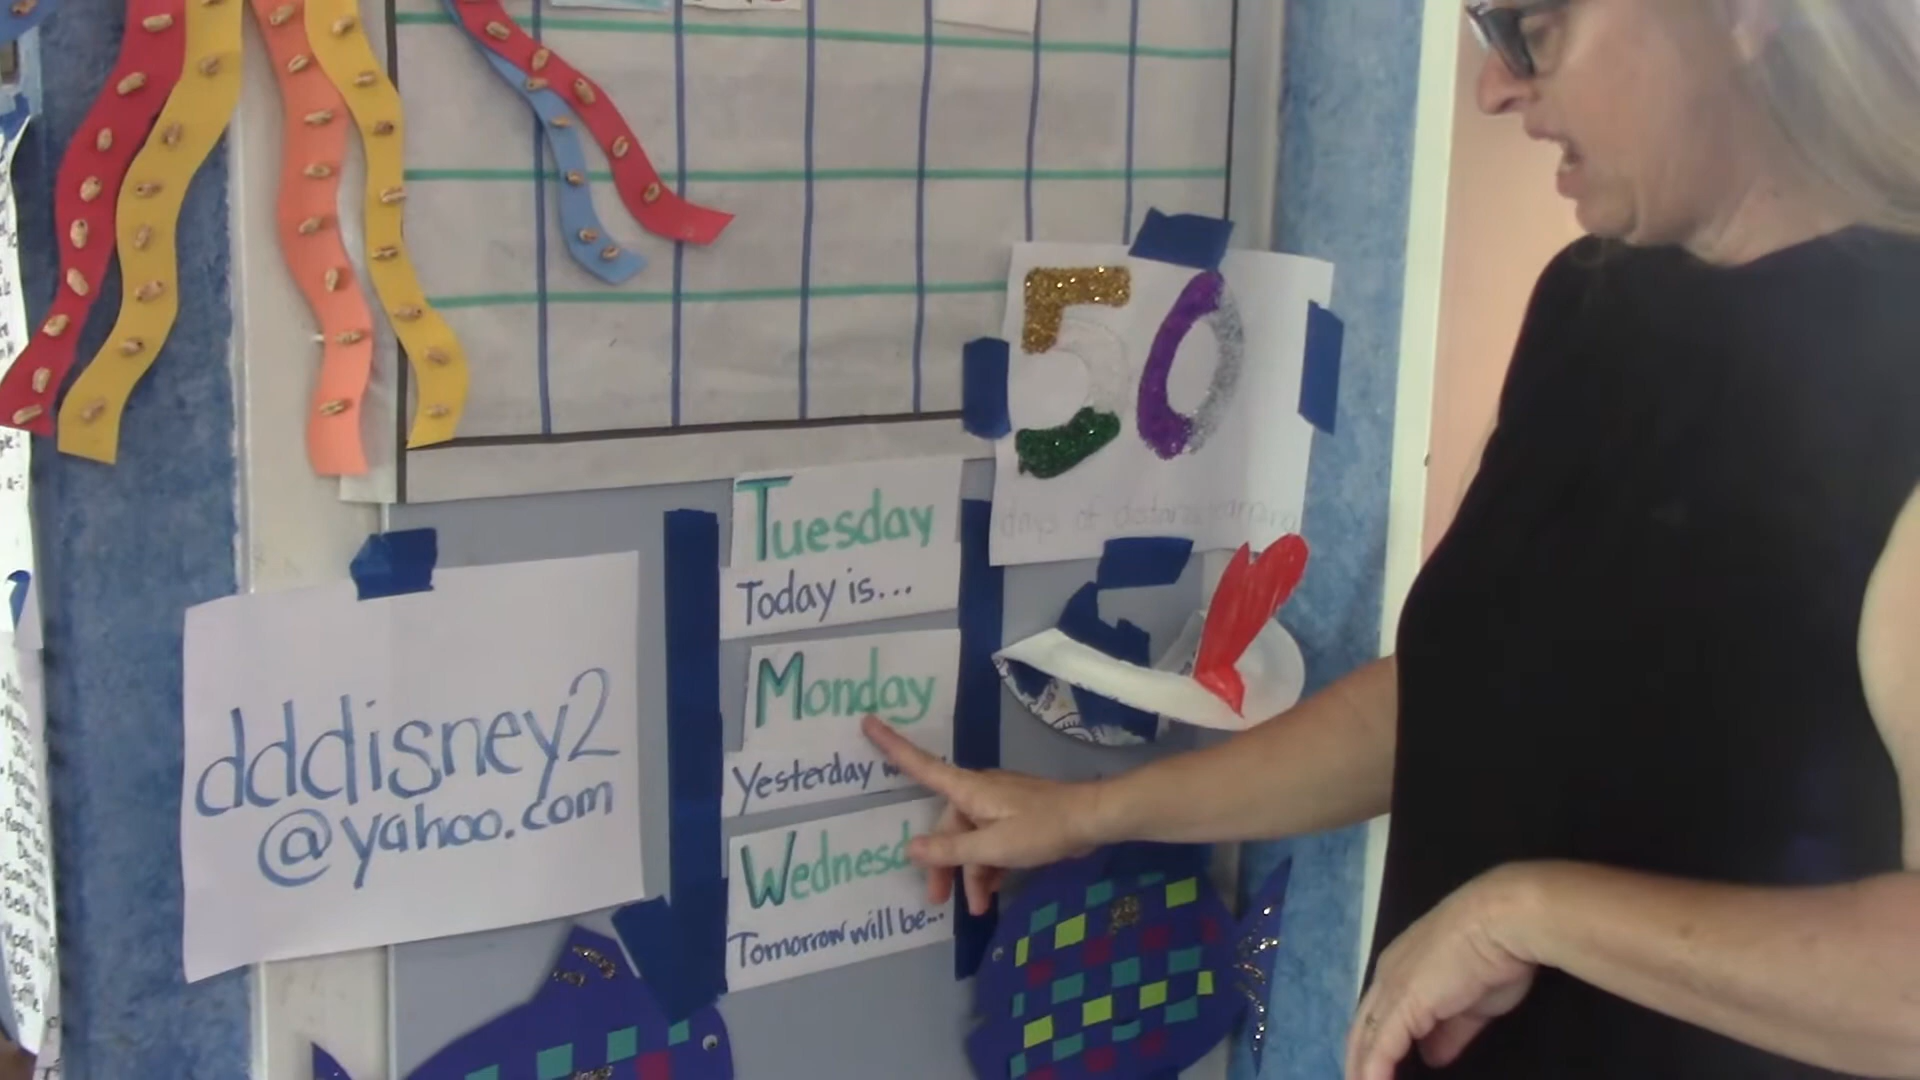 50
days of distance learning
Tuesday
Today is...
Monday
Yesterday
Wednesd
Tomorrow will be...
dddisney2
@yahoo.com